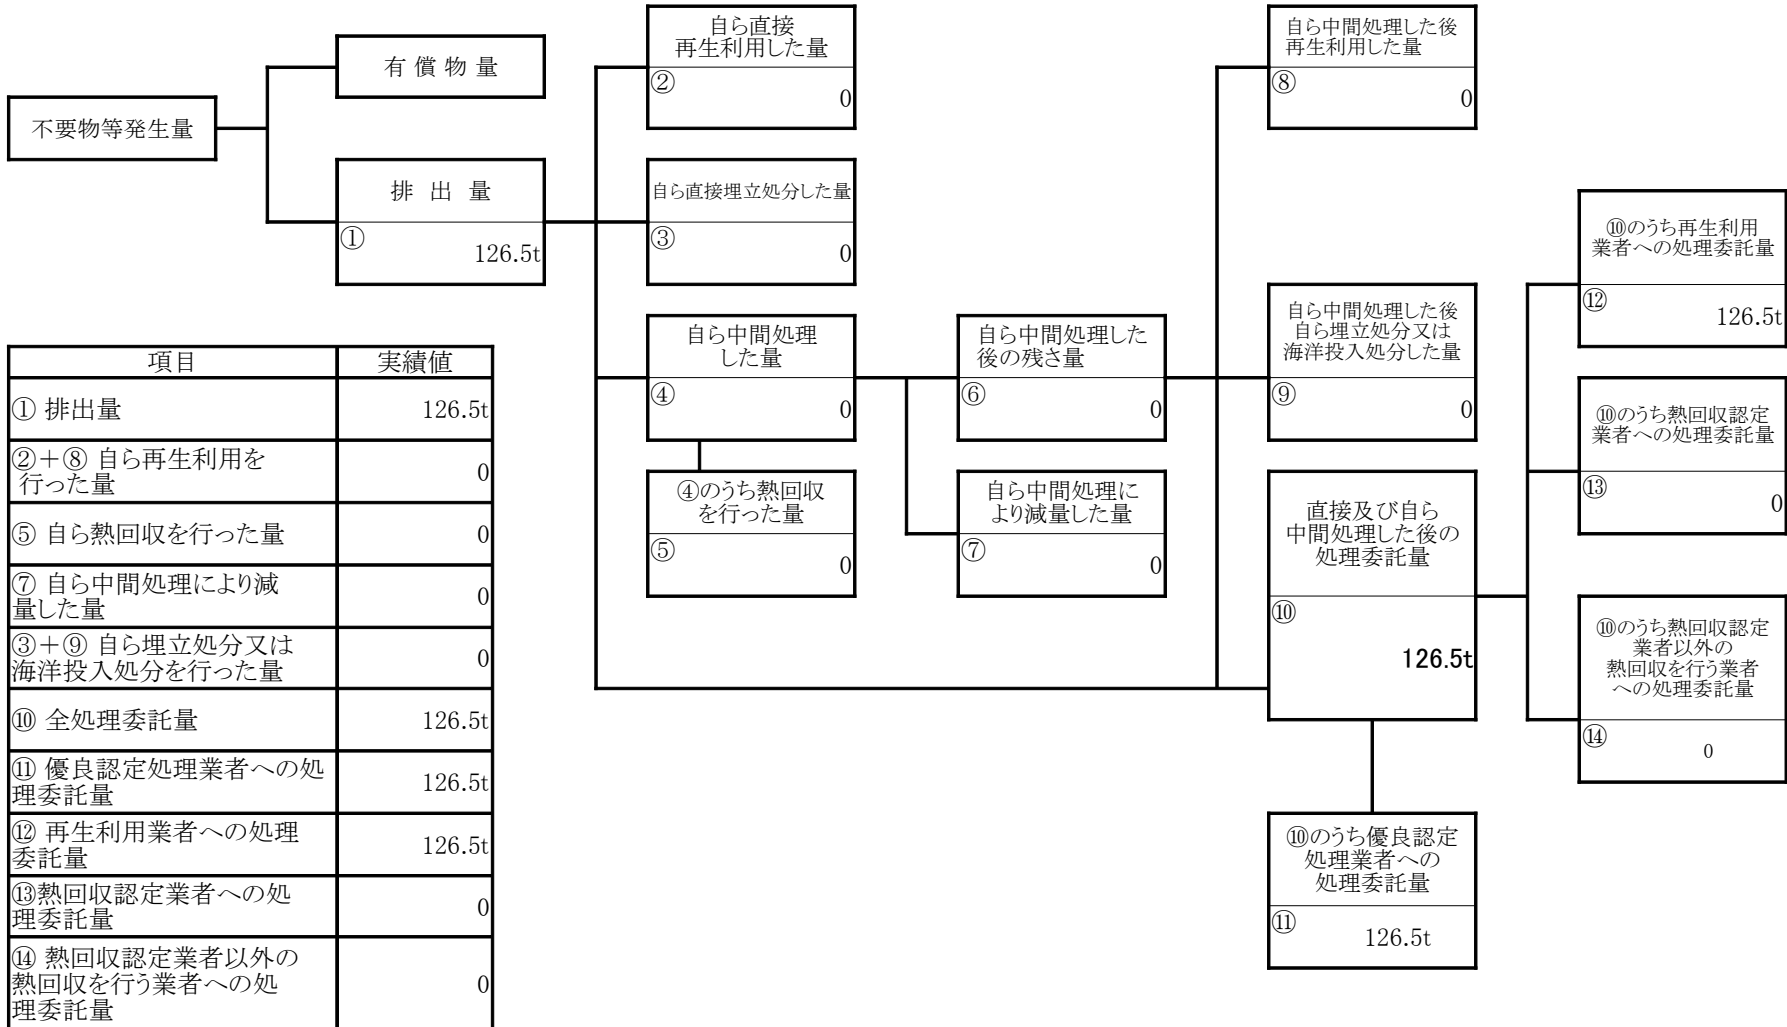 不要物等発生量
有 償 物 量
排 出 量
①
126.5t
自ら直接
再生利用した量
②
0
自ら直接埋立処分した量
③
0
自ら中間処理
した量
④
0
④のうち熱回収
を行った量
⑤
0
自ら中間処理した
後の残さ量
⑥
0
自ら中間処理に
より減量した量
⑦
0
自ら中間処理した後
再生利用した量
⑧
0
自ら中間処理した後
自ら埋立処分又は
海洋投入処分した量
⑨
0
直接及び自ら
中間処理した後の
処理委託量
⑩
126.5t
⑩のうち優良認定
処理業者への
処理委託量
⑪
126.5t
⑩のうち再生利用
業者への処理委託量
⑫
126.5t
⑩のうち熱回収認定
業者への処理委託量
⑬
0
⑩のうち熱回収認定
業者以外の
熱回収を行う業者
への処理委託量
⑭
0
項目 実績値
① 排出量 126.5t
②＋⑧ 自ら再生利用を
行った量 0
⑤ 自ら熱回収を行った量 0
⑦ 自ら中間処理により減
量した量 0
③＋⑨ 自ら埋立処分又は
海洋投入処分を行った量 0
⑩ 全処理委託量 126.5t
⑪ 優良認定処理業者への処
理委託量 126.5t
⑫ 再生利用業者への処理
委託量 126.5t
⑬熱回収認定業者への処
理委託量 0
⑭ 熱回収認定業者以外の
熱回収を行う業者への処
理委託量 0